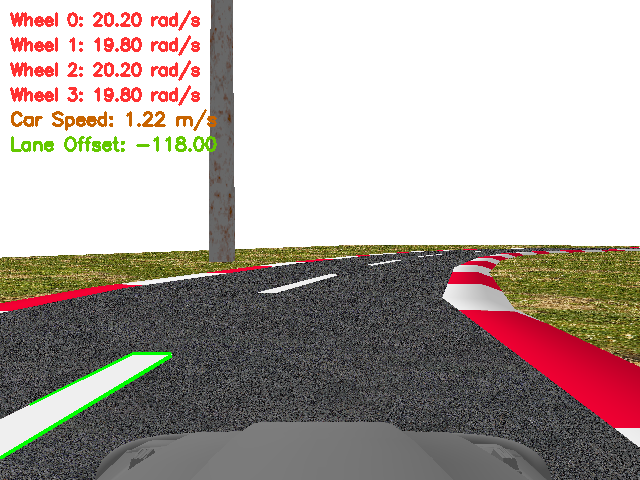 Wheel 0: 20.20 rad/s
Wheel 1: 19.80 rad/s
Wheel 2: 20.20 rad/s
Wheel 3: 19.80 rad/s
Car Speed: 1.22 m/s
Lane Offset: -118.00